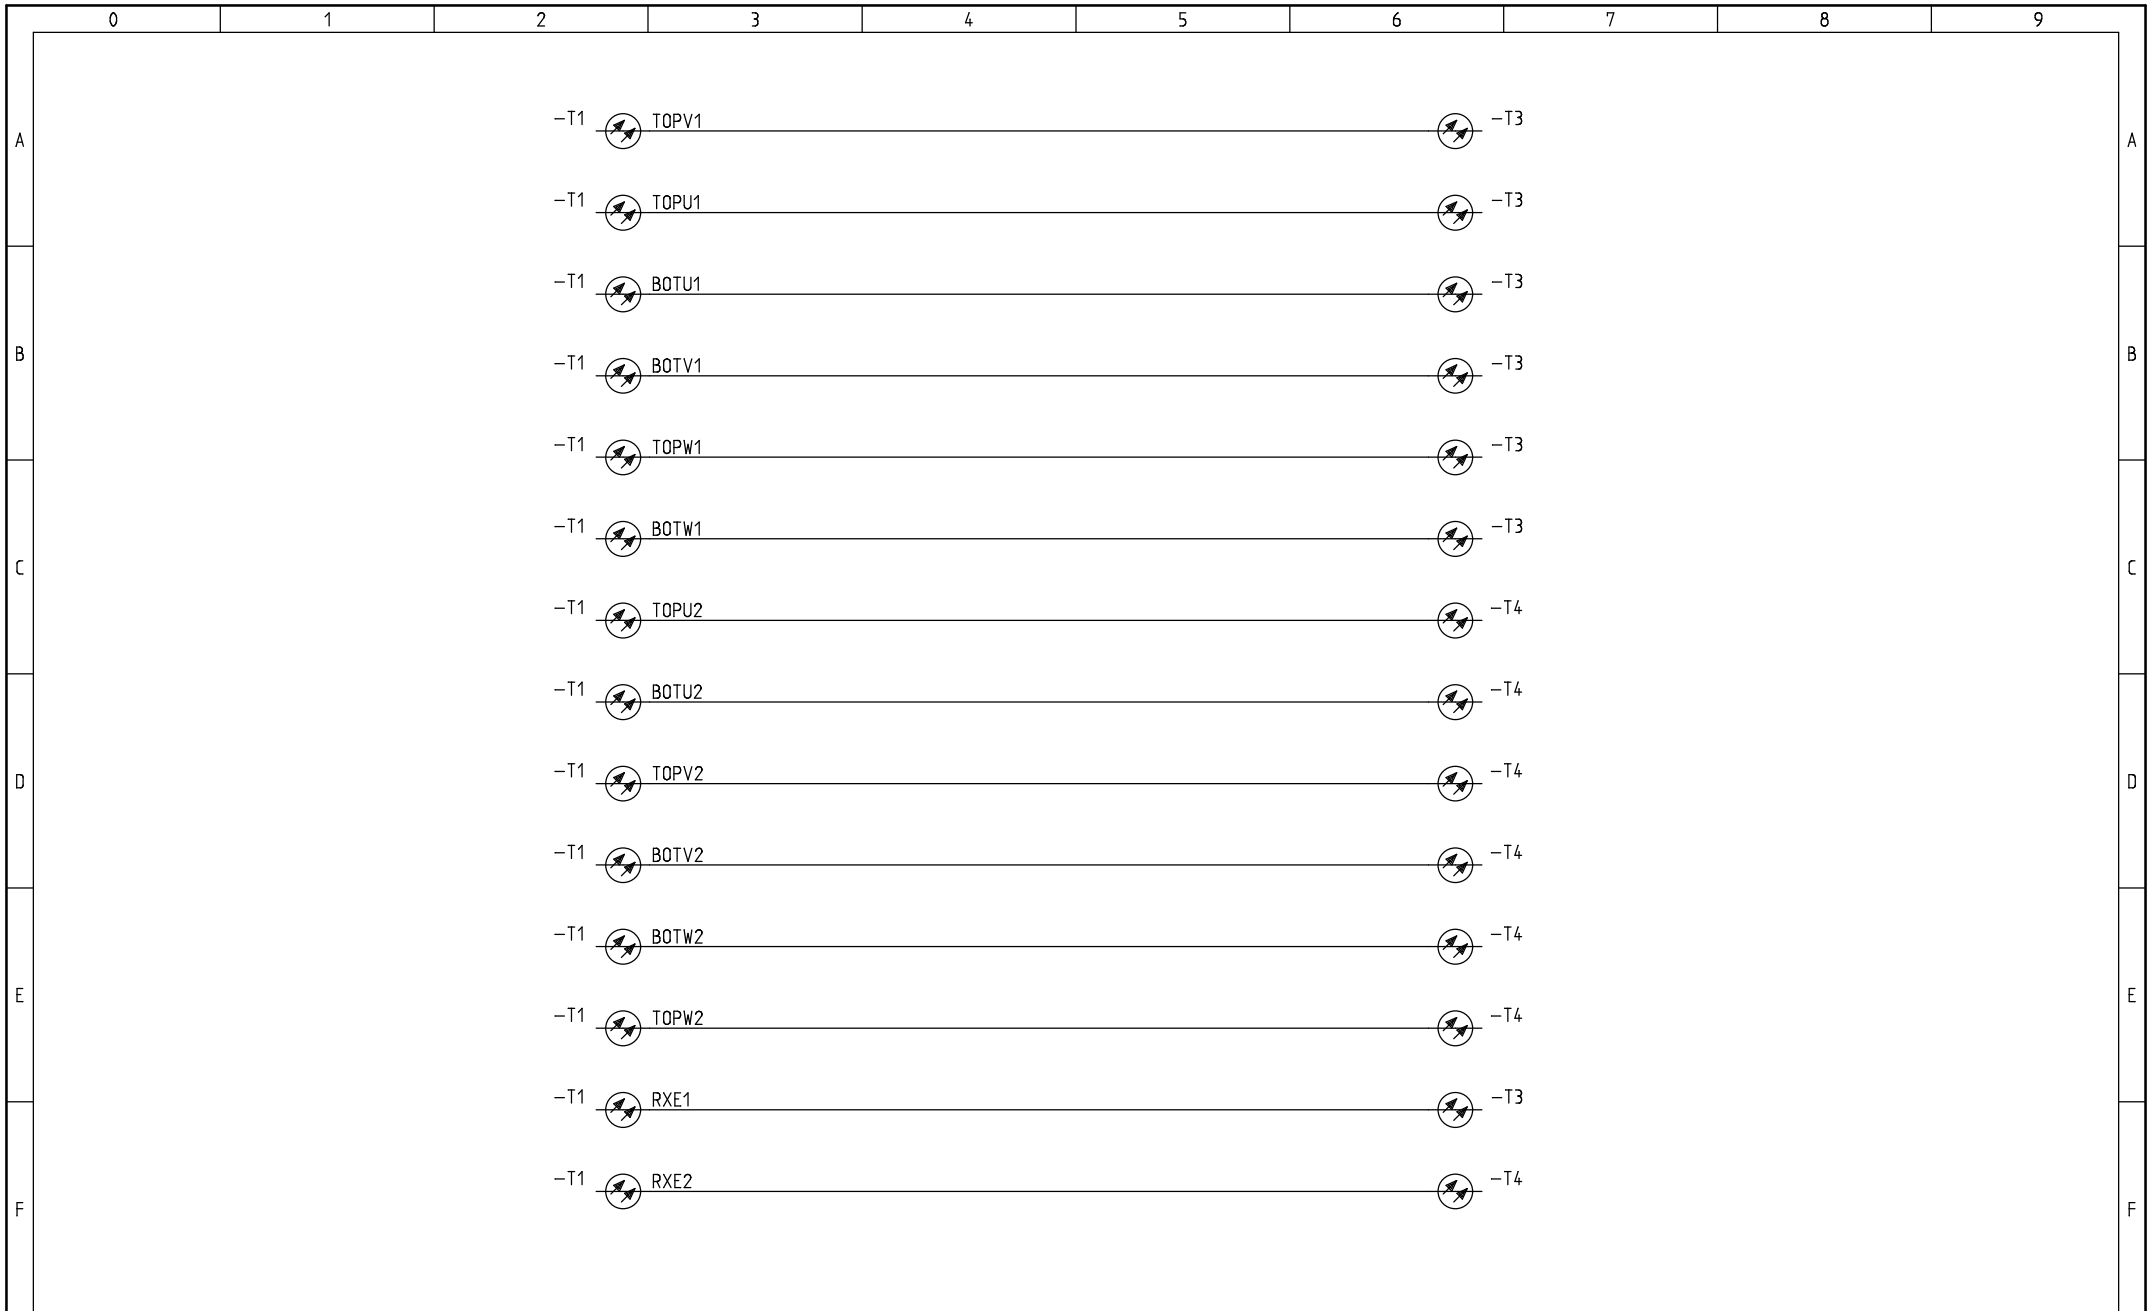 0 1 2 3 4 5 6 7 8 9
-T1 TOPV1 -T3
A A
-T1 TOPU1 -T3
-T1 BOTU1 -T3
B B
-T1 BOTV1 -T3
-T1 TOPW1 -T3
-T1 BOTW1 -T3
C C
-T1 TOPU2 -T4
-T1 BOTU2 -T4
-T1 TOPV2 -T4
D D
-T1 BOTV2 -T4
-T1 BOTW2 -T4
E E
-T1 TOPW2 -T4
-T1 RXE1 -T3
-T1 RXE2 -T4
F F